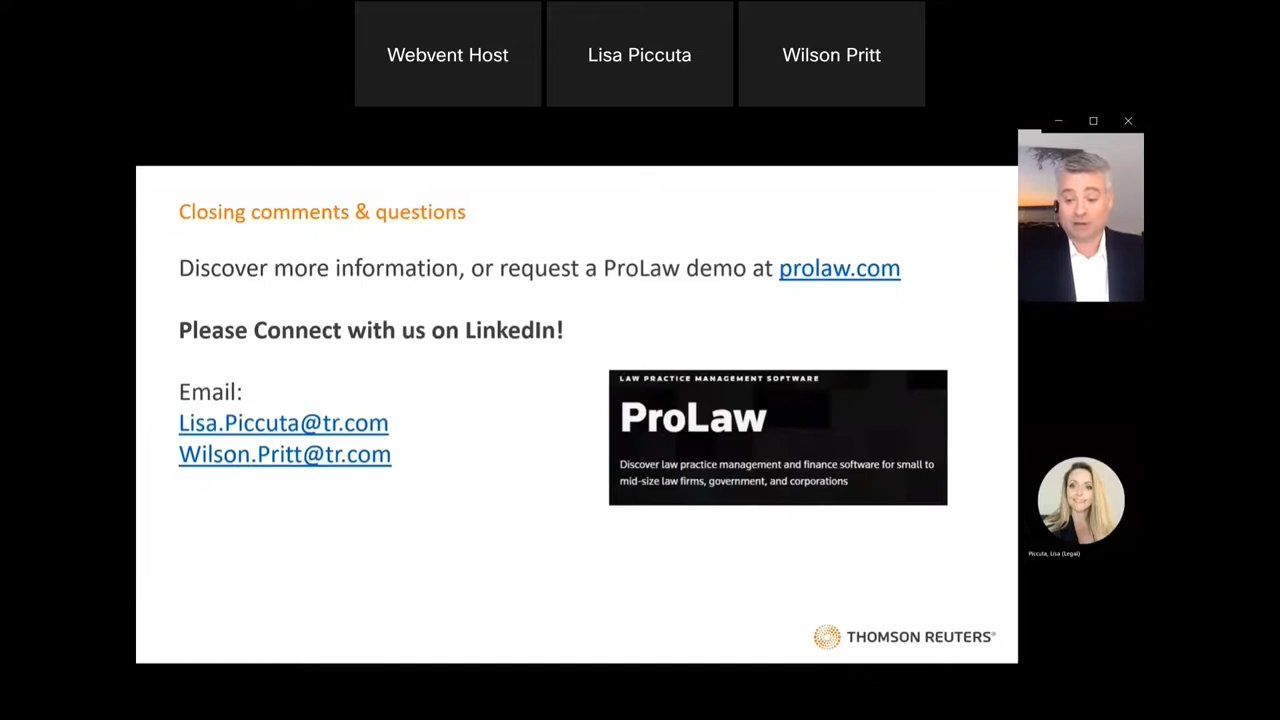 Webvent Host
Lisa Piccuta
Wilson Pritt
Closing comments & questions
Discover more information, or request a ProLaw demo at prolaw.com
Please Connect with us on LinkedIn!
Email:
Lisa.Piccuta@tr.com
Wilson.Pritt@tr.com
LAW PRACTICE MANAGEMENT SOFTWARE
ProLaw
Discover law practice management and finance software for small to
mid-size law firms, government, and corporations
Piccuta, Lisa (Legal)
THOMSON REUTERS®